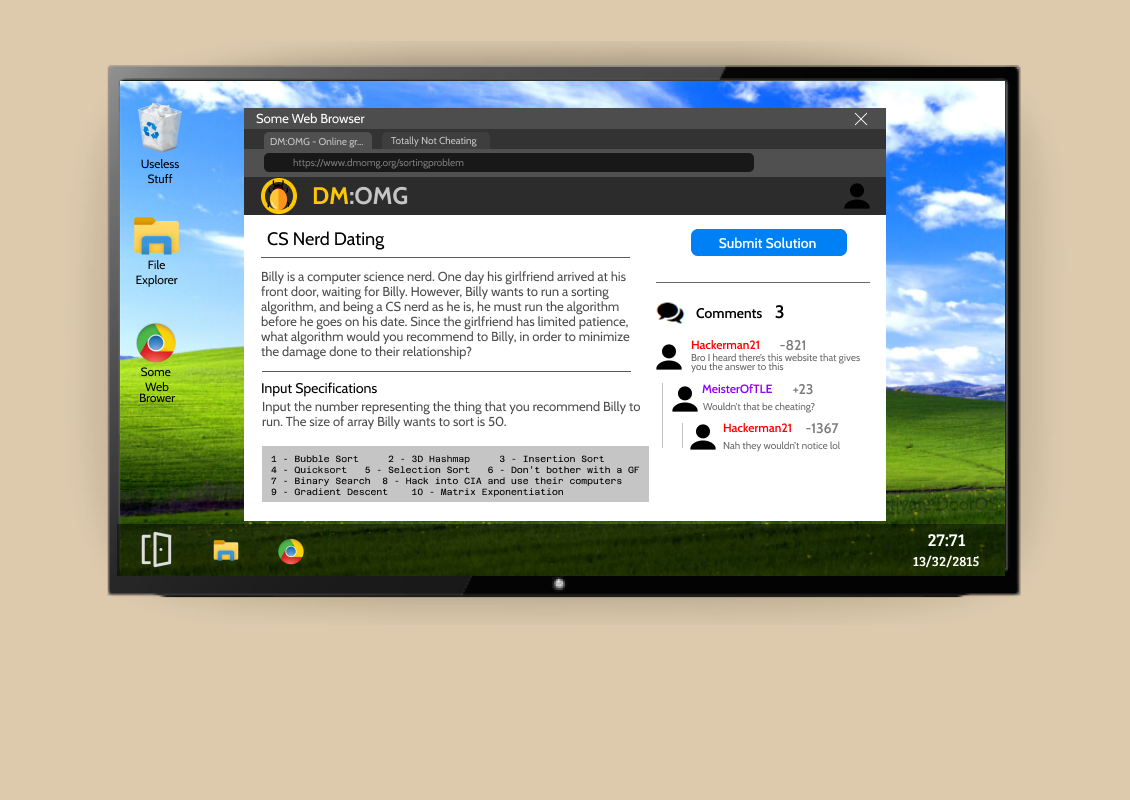 Useless
Stuff
File
Explorer
Some
Web
Brower
Some Web Browser
DM:OMG - Online gr...
Totally Not Cheating
https://www.dmomg.org/sortingproblem
DM:OMG
CS Nerd Dating
Billy is a computer science nerd. One day his girlfriend arrived at his
front door, waiting for Billy. However, Billy wants to run a sorting
algorithm, and being a CS nerd as he is, he must run the algorithm
before he goes on his date. Since the girlfriend has limited patience,
what algorithm would you recommend to Billy, in order to minimize
the damage done to their relationship?
Input Specifications
Input the number representing the thing that you recommend Billy to
run. The size of array Billy wants to sort is 50.
1 - Bubble Sort 2 - 3D Hashmap 3 - Insertion Sort
4 - Quicksort 5 - Selection Sort 6 - Don't bother with a GF
7 - Binary Search 8 - Hack into CIA and use their computers
9 - Gradient Descent 10 - Matrix Exponentiation
Submit Solution
Comments 3
Hackerman21 -821
Bro I heard there's this website that gives
you the answer to this
MeisterOfTLE +23
Wouldn't that be cheating?
Hackerman21 -1367
Nah they wouldn't notice lol
27:71
13/32/2815